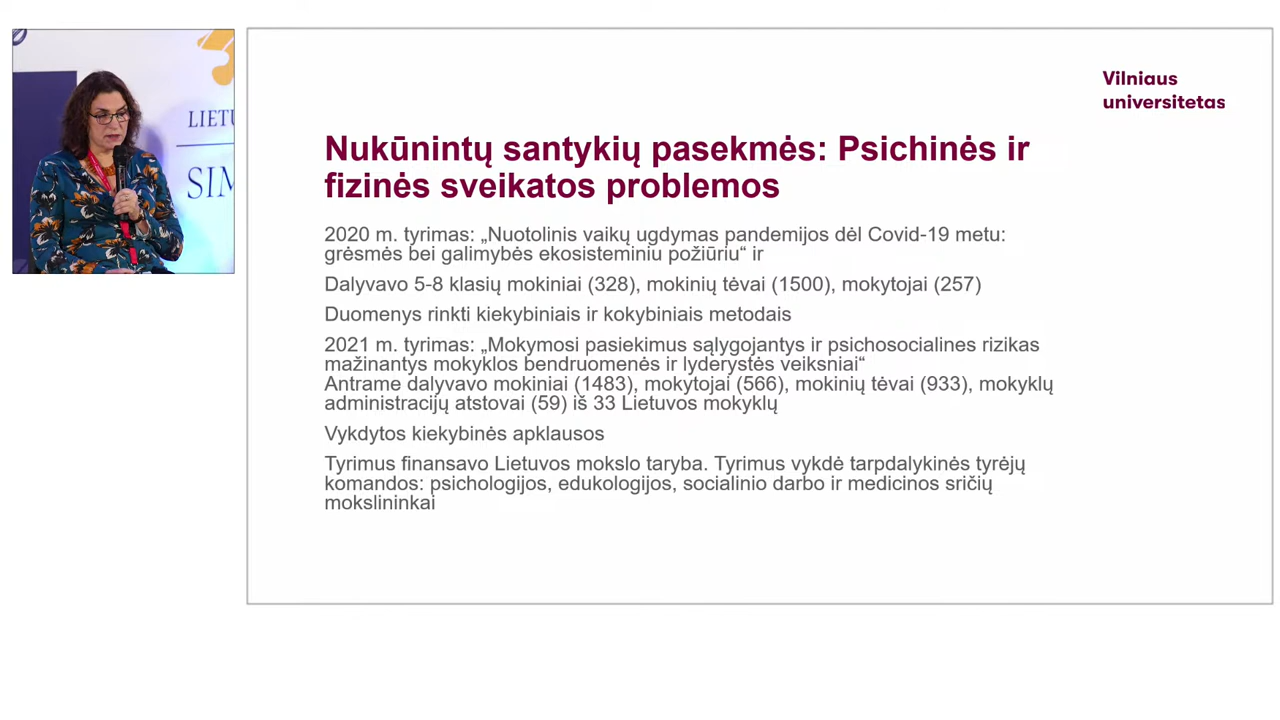 LIETU
SIM
Vilniaus
universitetas
Nukūnintų santykių pasekmės: Psichinės ir
fizinės sveikatos problemos
2020 m. tyrimas: „Nuotolinis vaikų ugdymas pandemijos dėl Covid-19 metu:
grėsmės bei galimybės ekosisteminiu požiūriu“ ir
Dalyvavo 5-8 klasių mokiniai (328), mokinių tėvai (1500), mokytojai (257)
Duomenys rinkti kiekybiniais ir kokybiniais metodais
2021 m. tyrimas: „Mokymosi pasiekimus sąlygojantys ir psichosocialines rizikas
mažinantys mokyklos bendruomenės ir lyderystės veiksniai“
Antrame dalyvavo mokiniai (1483), mokytojai (566), mokinių tėvai (933), mokyklų
administracijų atstovai (59) iš 33 Lietuvos mokyklų
Vykdytos kiekybinės apklausos
Tyrimus finansavo Lietuvos mokslo taryba. Tyrimus vykdė tarpdalykinės tyrėjų
komandos: psichologijos, edukologijos, socialinio darbo ir medicinos sričių
mokslininkai